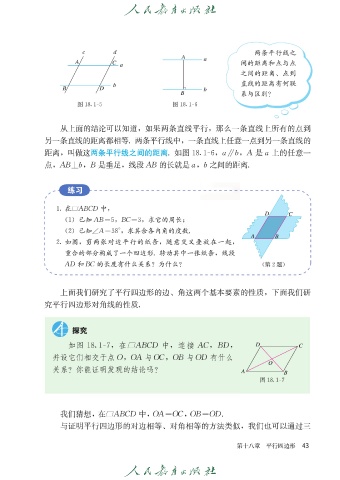 人民教育出版社
c d
A C a
B D b
图 18.1-5
A a
B b
图 18.1-6
两条平行线之
间的距离和点与点
之间的距离、点到
直线的距离有何联
系与区别?
从上面的结论可以知道，如果两条直线平行，那么一条直线上所有的点到
另一条直线的距离都相等. 两条平行线中，一条直线上任意一点到另一条直线的
距离，叫做这两条平行线之间的距离. 如图 18.1-6，a∥b，A 是 a 上的任意一
点，AB⊥b，B 是垂足，线段 AB 的长就是 a，b 之间的距离.
练习
1. 在▱ABCD 中，
（1）已知 AB=5，BC=3，求它的周长；
（2）已知∠A=38°，求其余各内角的度数.
2. 如图，剪两张对边平行的纸条，随意交叉叠放在一起，
重合的部分构成了一个四边形. 转动其中一张纸条，线段
AD 和 BC 的长度有什么关系？为什么？
D C
A B
（第 2 题）
上面我们研究了平行四边形的边、角这两个基本要素的性质，下面我们研
究平行四边形对角线的性质.
探究
如图 18.1-7，在▱ABCD 中，连接 AC，BD，
并设它们相交于点 O，OA 与 OC，OB 与 OD 有什么
关系？你能证明发现的结论吗？
D C
O
A B
图 18.1-7
我们猜想，在▱ABCD 中，OA=OC，OB=OD.
与证明平行四边形的对边相等、对角相等的方法类似，我们也可以通过三
第十八章 平行四边形 43
人民教育出版社